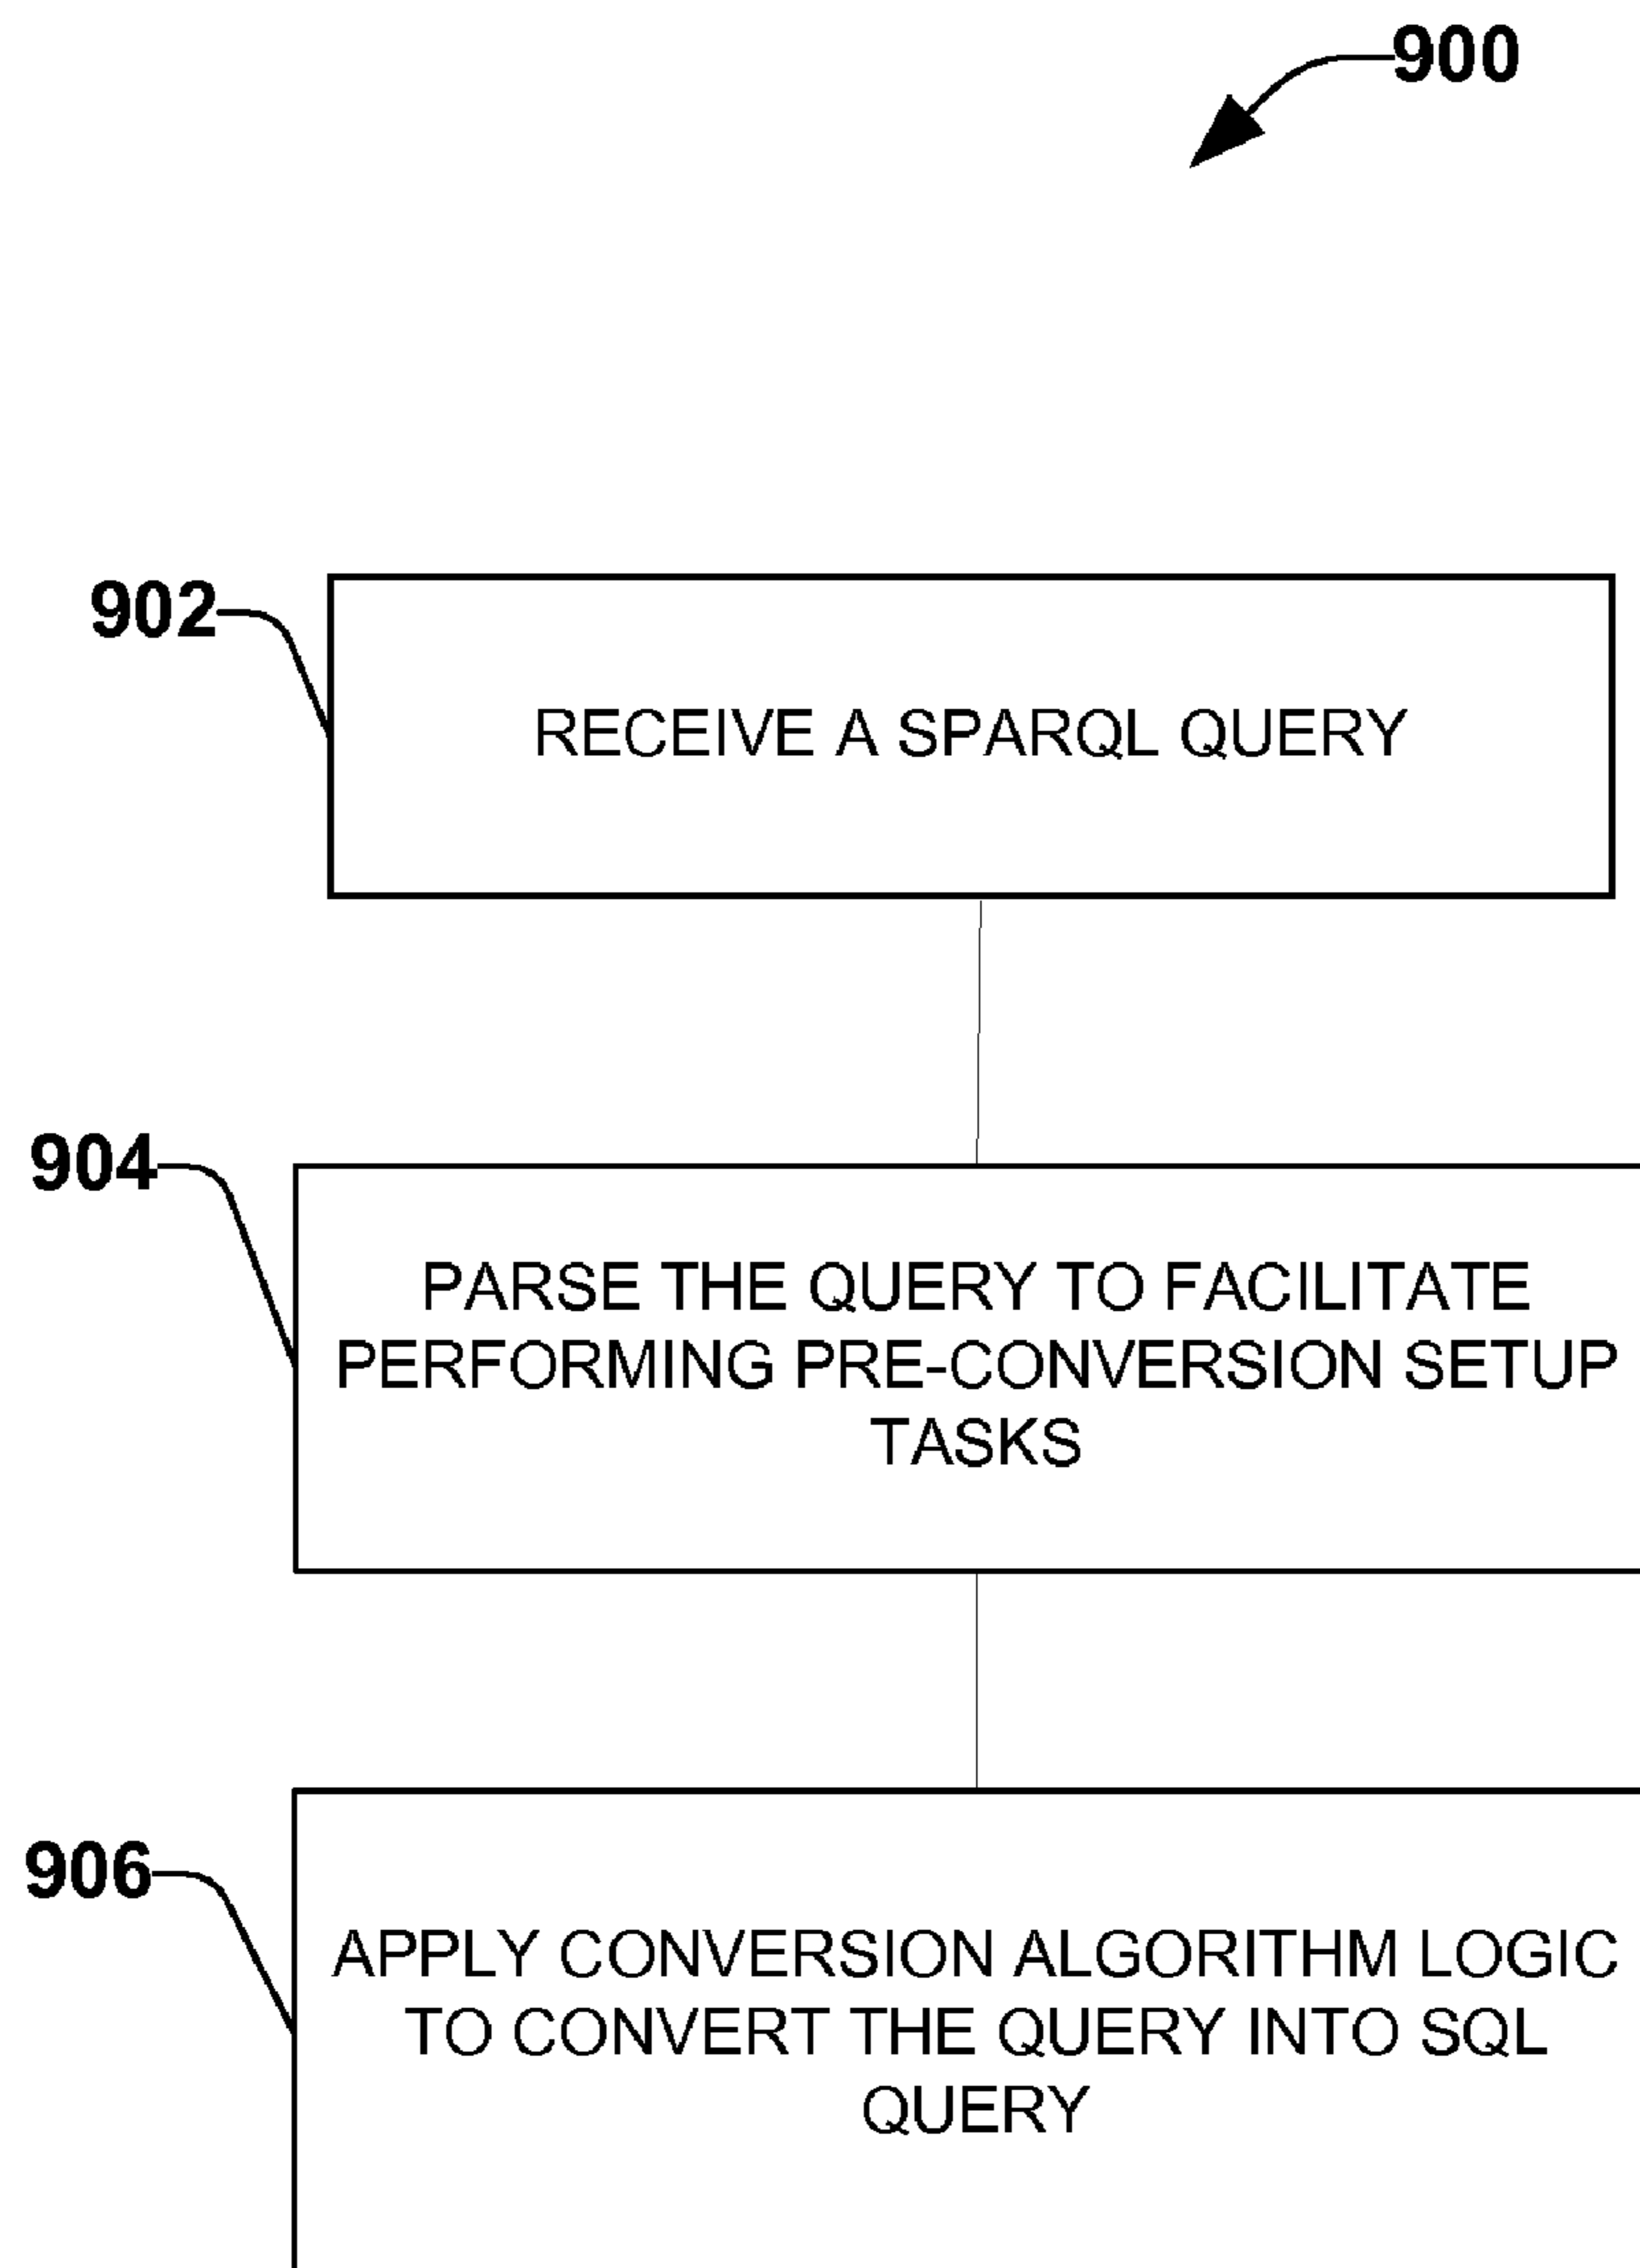 900
902
RECEIVE A SPARQL QUERY
904
PARSE THE QUERY TO FACILITATE
PERFORMING PRE-CONVERSION SETUP
TASKS
906
APPLY CONVERSION ALGORITHM LOGIC
TO CONVERT THE QUERY INTO SQL
QUERY